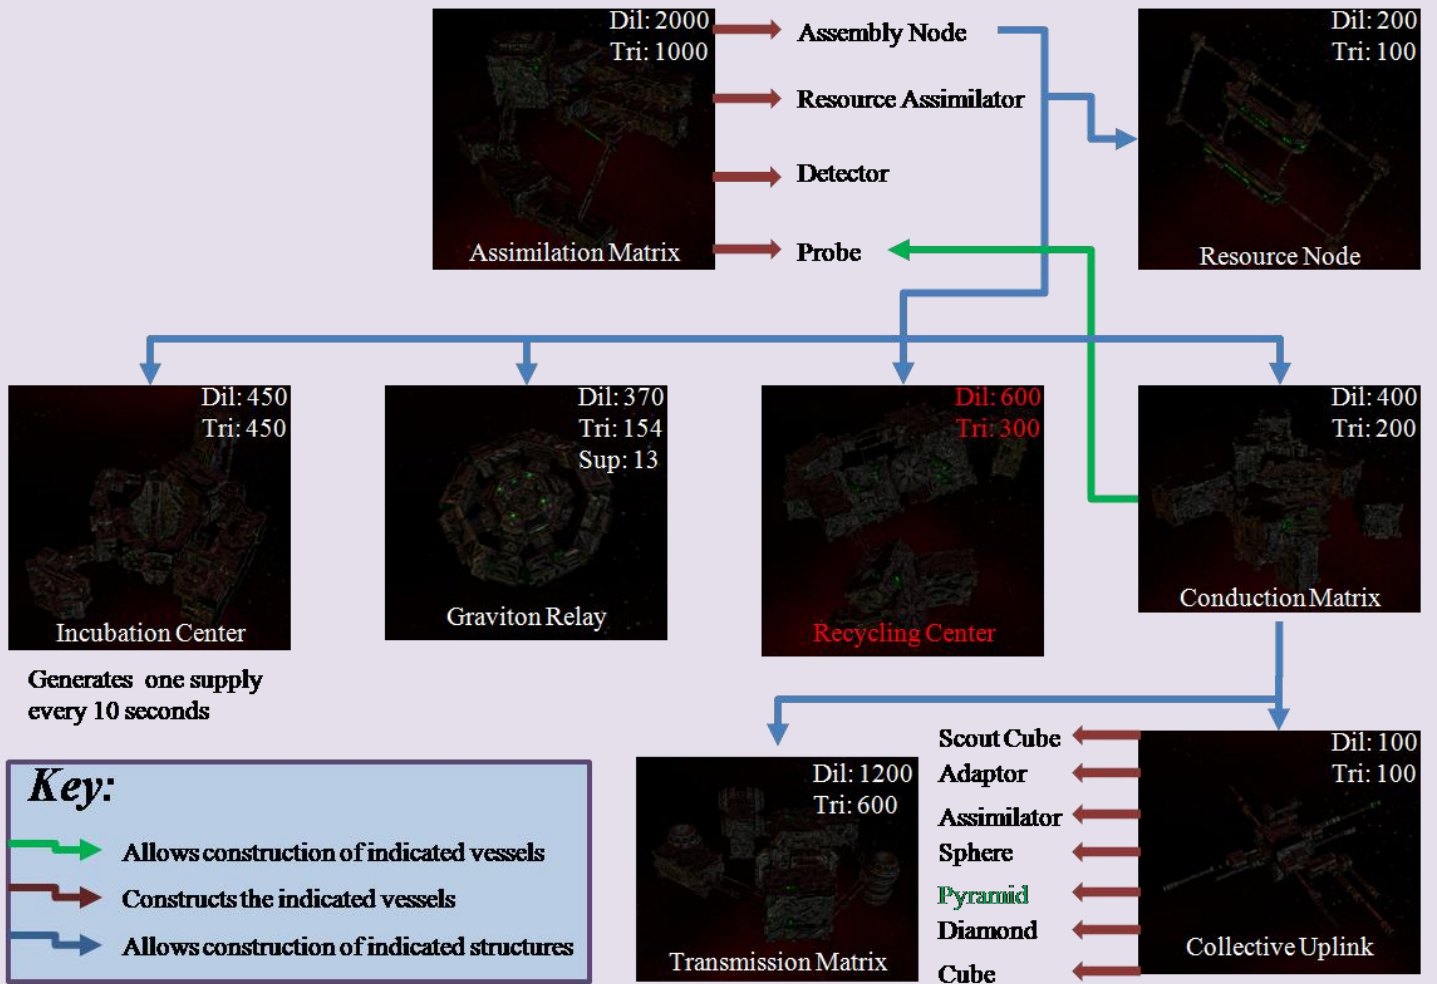 Dil: 2000
Tri: 1000
Assimilation Matrix
Assembly Node
Resource Assimilator
Detector
Probe
Dil: 200
Tri: 100
Resource Node
Dil: 450
Tri: 450
Incubation Center
Generates one supply
every 10 seconds
Dil: 370
Tri: 154
Sup: 13
Graviton Relay
Dil: 600
Tri: 300
Recycling Center
Dil: 400
Tri: 200
Conduction Matrix
Key:
Allows construction of indicated vessels
Constructs the indicated vessels
Allows construction of indicated structures
Dil: 1200
Tri: 600
Transmission Matrix
Scout Cube
Adaptor
Assimilator
Sphere
Pyramid
Diamond
Cube
Dil: 100
Tri: 100
Collective Uplink